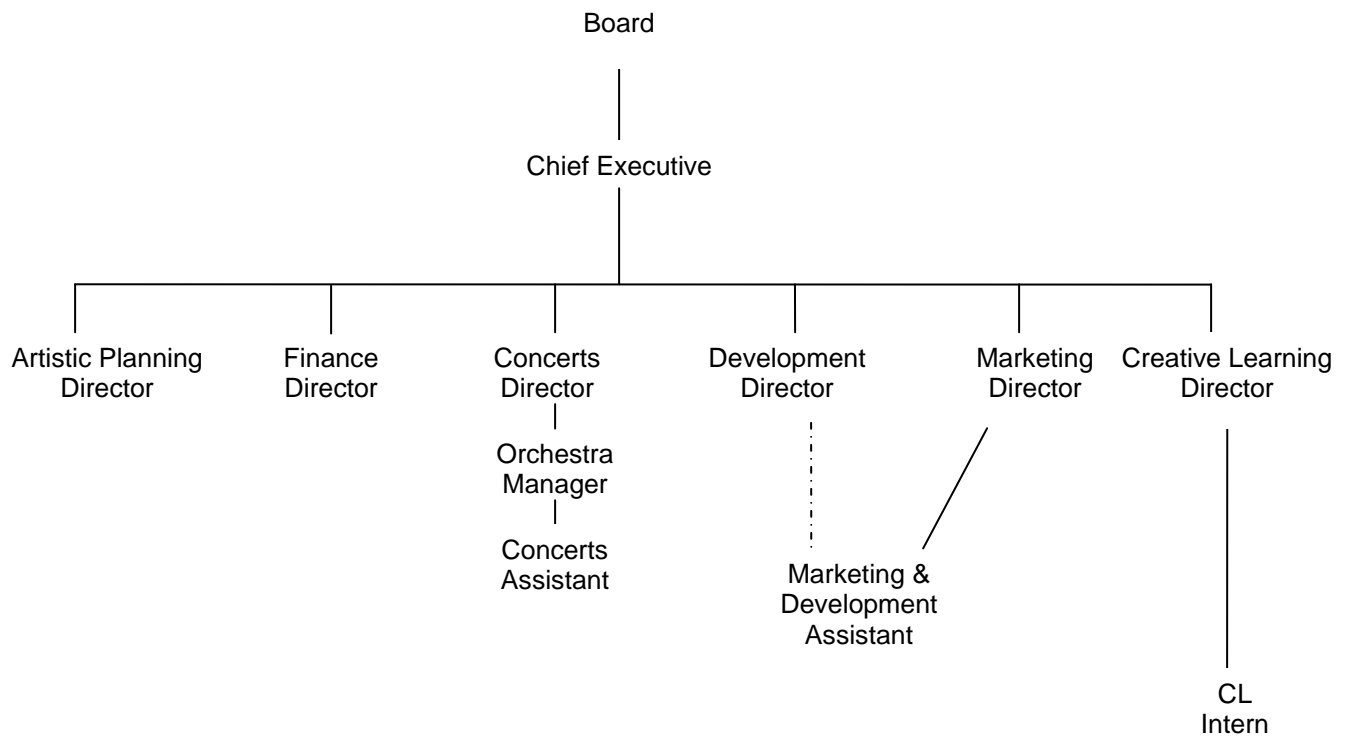 Board
Chief Executive
Artistic Planning
Director
Finance
Director
Concerts
Director
Development
Director
Marketing
Director
Creative Learning
Director
Orchestra
Manager
Concerts
Assistant
Marketing &
Development
Assistant
CL
Intern